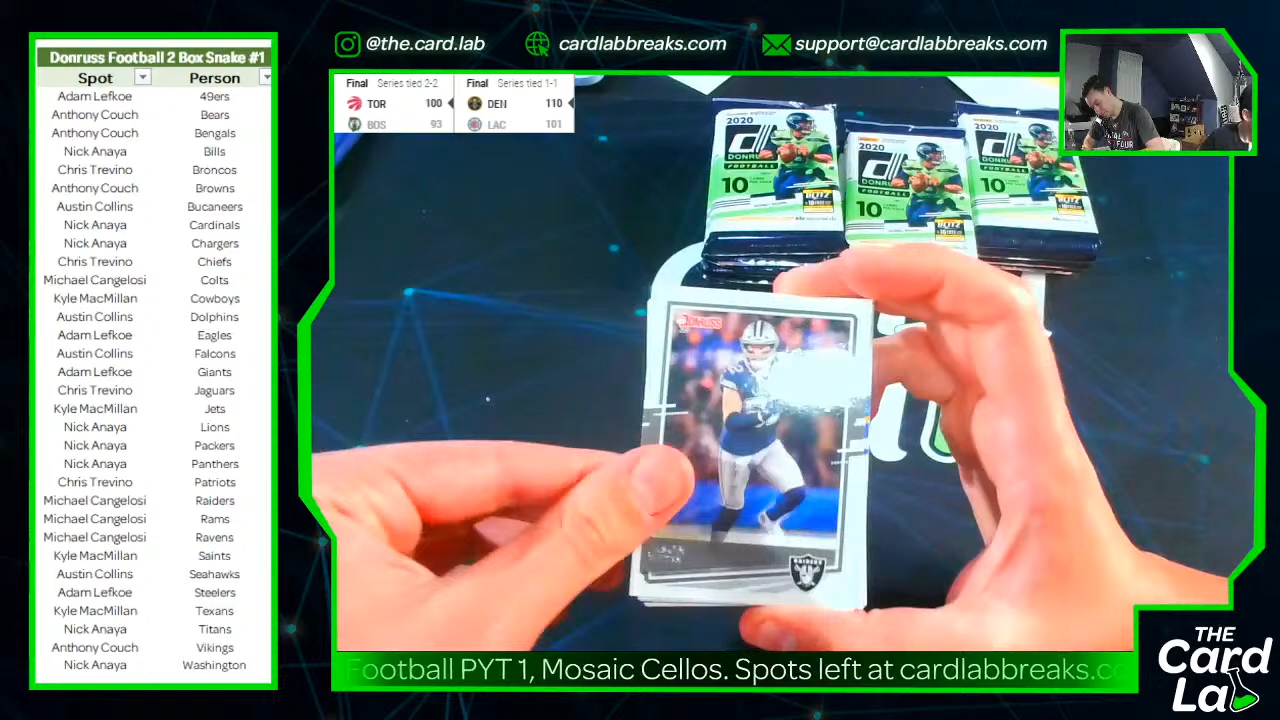 Donruss Football 2 Box Snake #1
Spot Person
Adam Lefkoe 49ers
Anthony Couch Bears
Anthony Couch Bengals
Nick Anaya Bills
Chris Trevino Broncos
Anthony Couch Browns
Austin Collins Bucaneers
Nick Anaya Cardinals
Nick Anaya Chargers
Chris Trevino Chiefs
Michael Cangelosi Colts
Kyle MacMillan Cowboys
Austin Collins Dolphins
Adam Lefkoe Eagles
Austin Collins Falcons
Adam Lefkoe Giants
Chris Trevino Jaguars
Kyle MacMillan Jets
Nick Anaya Lions
Nick Anaya Packers
Nick Anaya Panthers
Chris Trevino Patriots
Michael Cangelosi Raiders
Michael Cangelosi Rams
Michael Cangelosi Ravens
Kyle MacMillan Saints
Austin Collins Seahawks
Adam Lefkoe Steelers
Kyle MacMillan Texans
Nick Anaya Titans
Anthony Couch Vikings
Nick Anaya Washington
@the.card.lab cardlabbreaks.com support@cardlabbreaks.com
Final Series tied 2-2
TOR 100
BOS 93
Final Series tied 1-1
DEN 110
LAC 101
2020
DONRUSS
FOOTBALL
10
BLITZ
2020
FOOTBALL
10
BLITZ
2020
FOOTBALL
10
BLITZ
FOUR
DONRUSS
RAIDERS
Football PYT 1, Mosaic Cellos. Spots left at cardlabbreaks.co
THE
Card
La